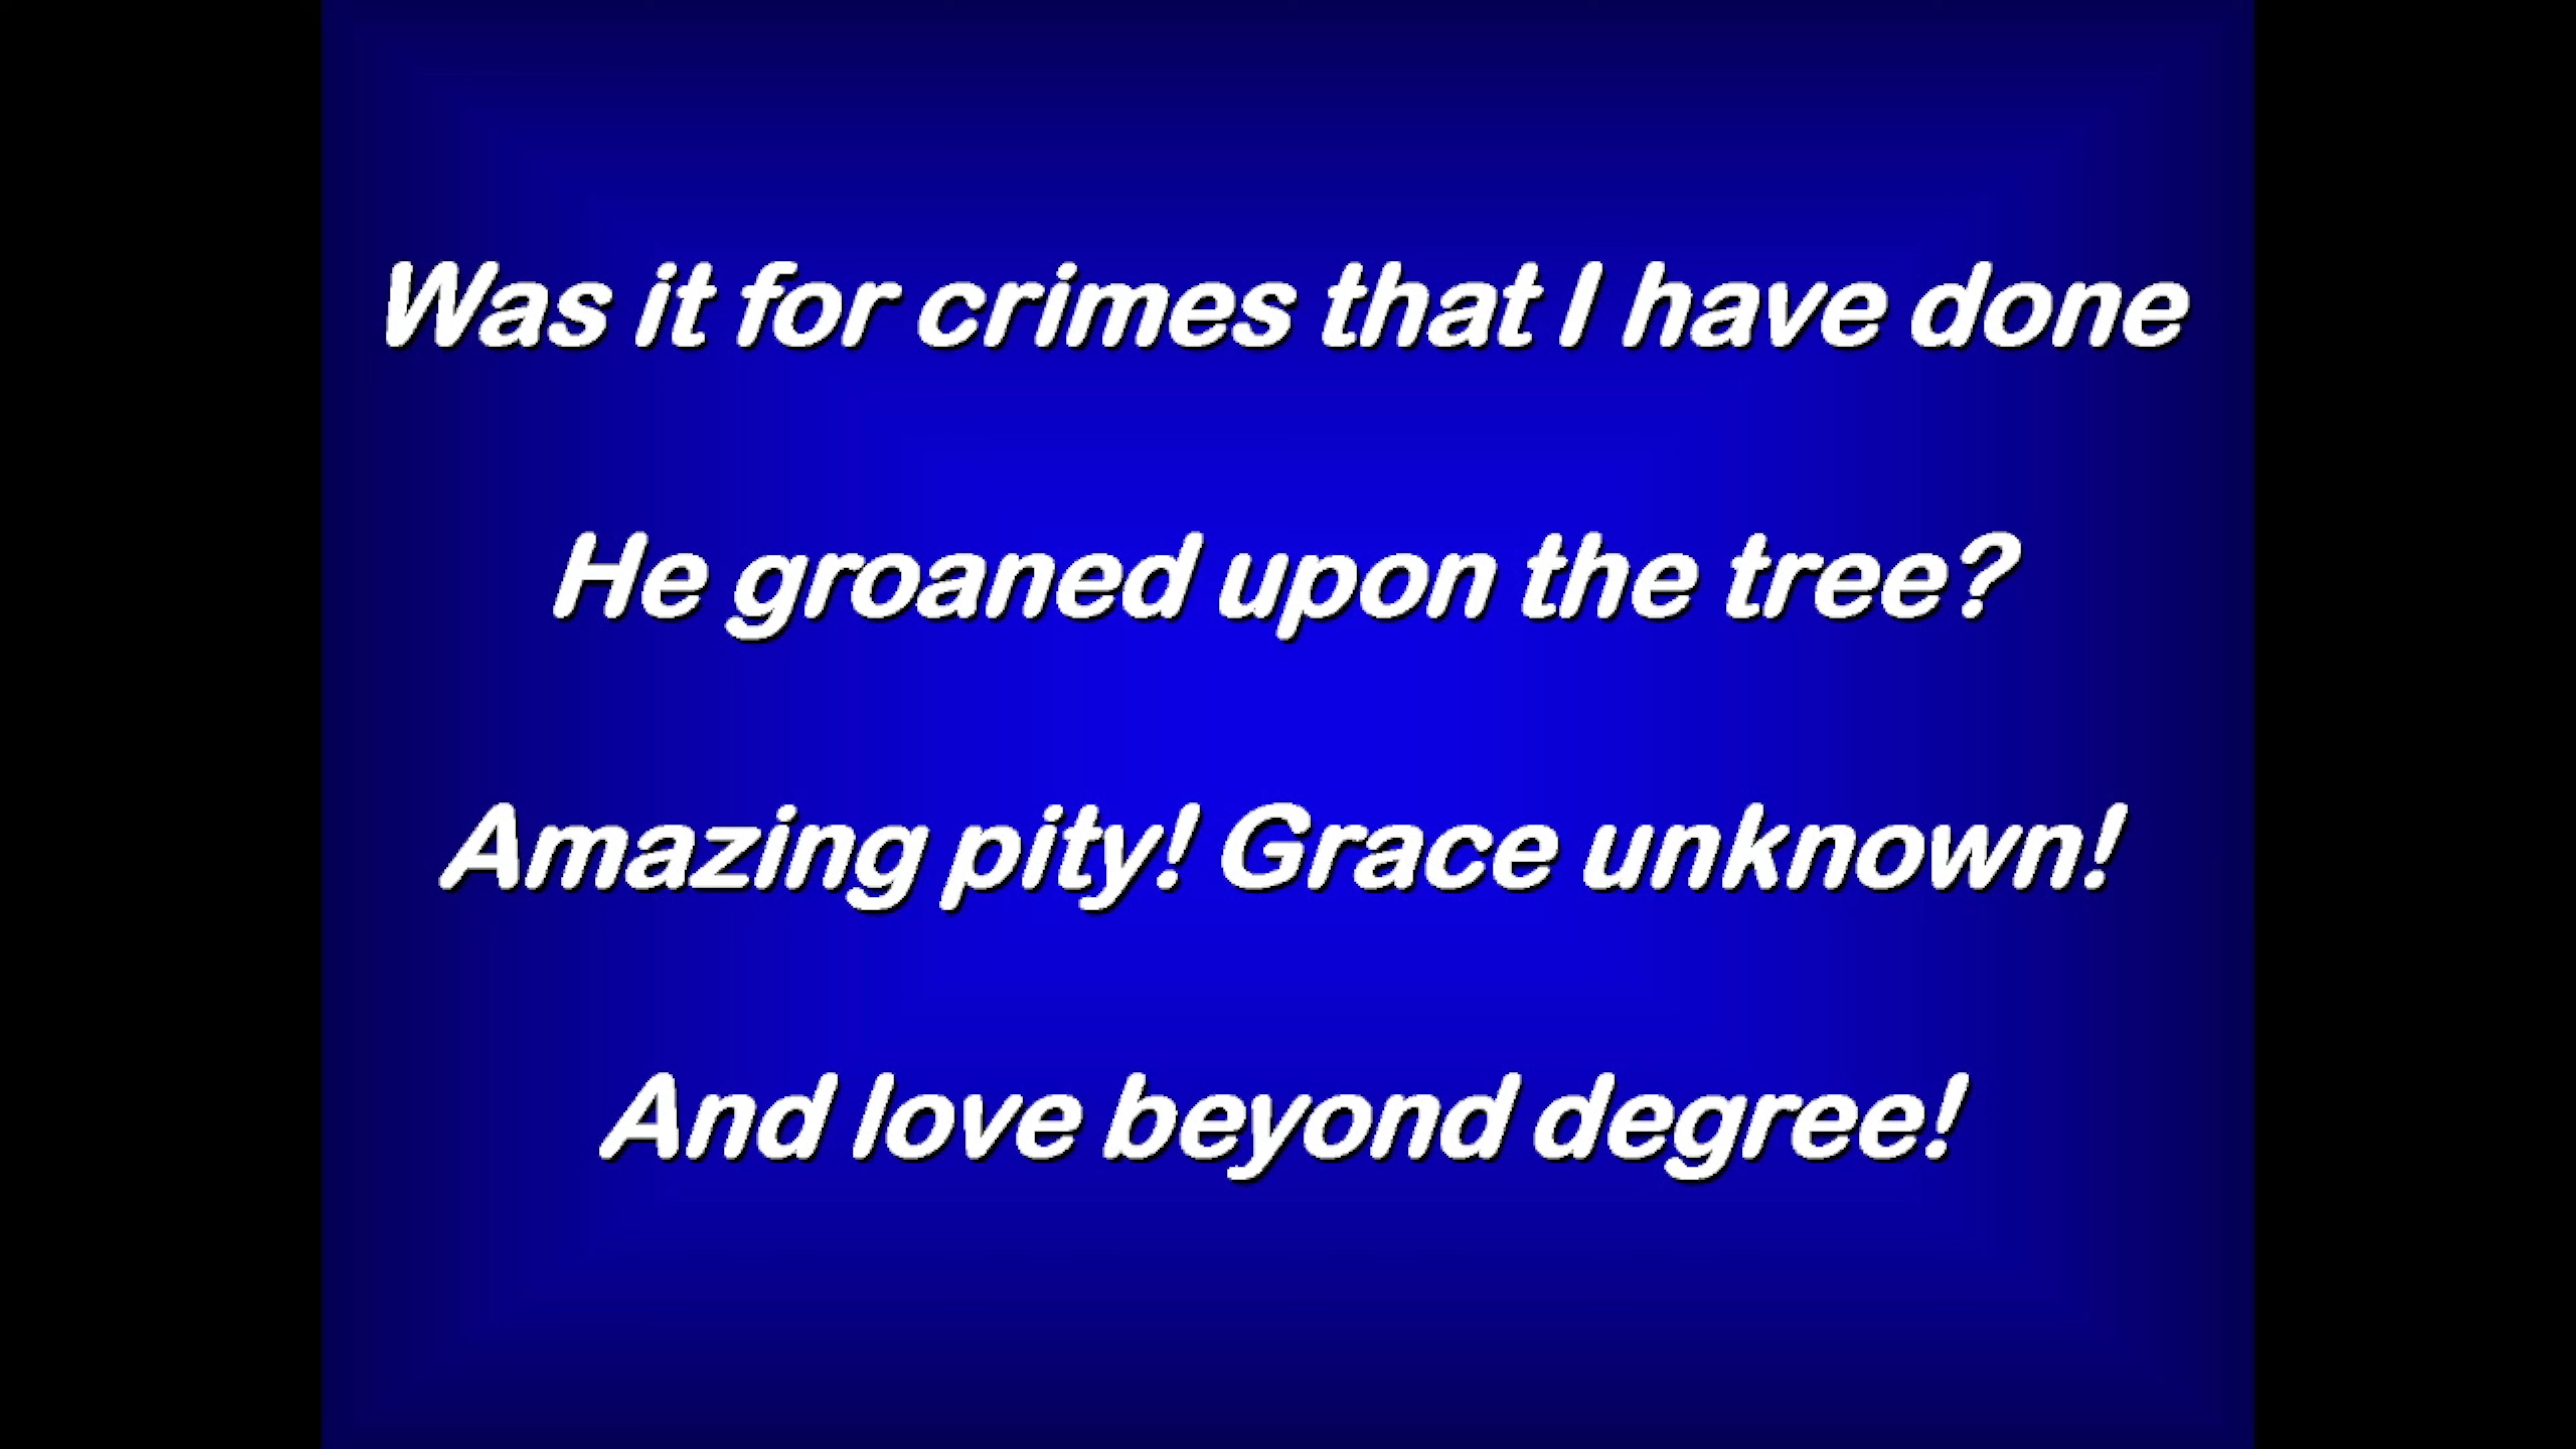 Was it for crimes that I have done
He groaned upon the tree?
Amazing pity! Grace unknown!
And love beyond degree!